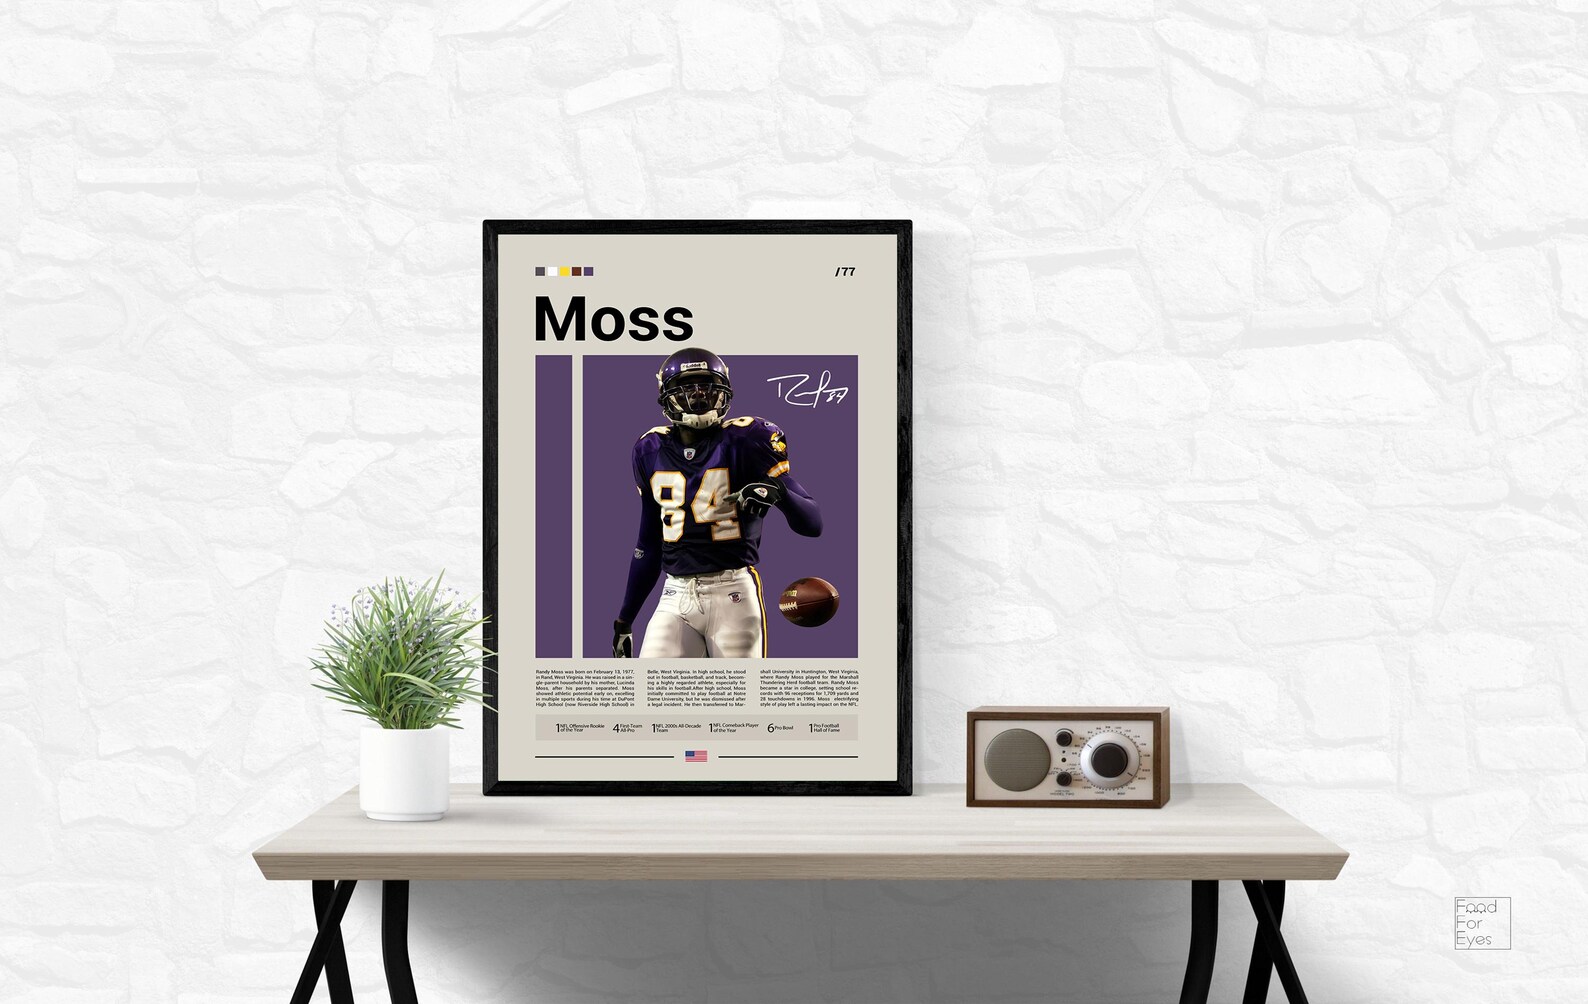 /77
Moss
Riddell
84
84
Randy Moss was born on February 13, 1977,
in Rand, West Virginia. He was raised in a sin-
gle-parent household by his mother, Lucinda
Moss, after his parents separated. Moss
showed athletic potential early on, excelling
in multiple sports during his time at DuPont
High School (now Riverside High School) in
Belle, West Virginia. In high school, he stood
out in football, basketball, and track, becom-
ing a highly regarded athlete, especially for
his skills in football.After high school, Moss
initially committed to play football at Notre
Dame University, but he was dismissed after
a legal incident. He then transferred to Mar-
shall University in Huntington, West Virginia,
where Randy Moss played for the Marshall
Thundering Herd football team. Randy Moss
became a star in college, setting school re-
cords with 96 receptions for 1,709 yards and
28 touchdowns in 1996. Moss electrifying
style of play left a lasting impact on the NFL.
1 NFL Offensive Rookie
of the Year
4 First-Team
All-Pro
1 NFL 2000s All-Decade
Team
1 NFL Comeback Player
of the Year
6 Pro Bowl
1 Pro Football
Hall of Fame
Food
For
Eyes